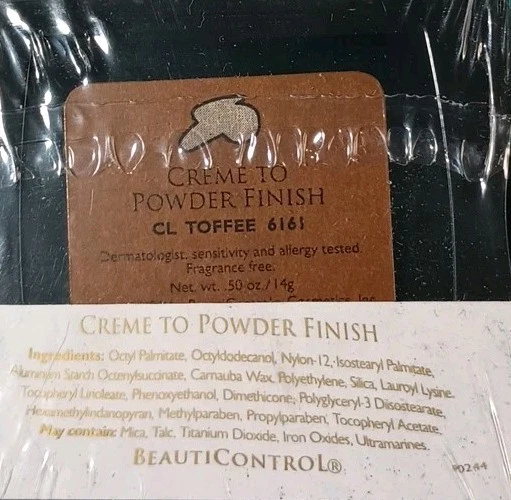 CREME TO
POWDER FINISH
CL TOFFEE 6161
Dermatologist, sensitivity and allergy tested.
Fragrance free.
Net. wt. .50 oz./14g
CREME TO POWDER FINISH
Ingredients: Octyl Palmitate, Octyldodecanol, Nylon-12, Isostearyl Palmitate,
Aluminum Starch Octenylsuccinate, Carnauba Wax, Polyethylene, Silica, Lauroyl Lysine,
Tocopheryl Linoleate, Phenoxyethanol, Dimethicone, Polyglyceryl-3 Diisostearate,
Hexamethylindanopyran, Methylparaben, Propylparaben, Tocopheryl Acetate.
May contain: Mica, Talc, Titanium Dioxide, Iron Oxides, Ultramarines.
BEAUTICONTROL®